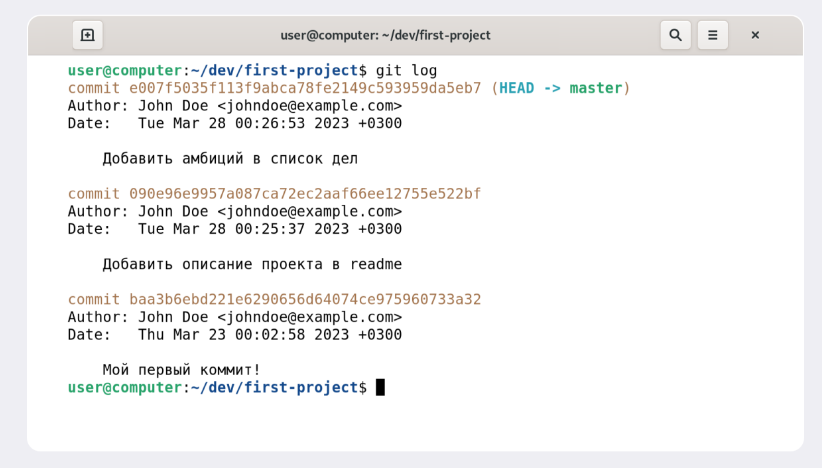 user@computer: ~/dev/first-project
user@computer:~/dev/first-project$ git log
commit e007f5035f113f9abca78fe2149c593959da5eb7 (HEAD -> master)
Author: John Doe <johndoe@example.com>
Date:   Tue Mar 28 00:26:53 2023 +0300
Добавить амбиций в список дел
commit 090e96e9957a087ca72ec2aaf66ee12755e522bf
Author: John Doe <johndoe@example.com>
Date:   Tue Mar 28 00:25:37 2023 +0300
Добавить описание проекта в readme
commit baa3b6ebd221e6290656d64074ce975960733a32
Author: John Doe <johndoe@example.com>
Date:   Thu Mar 23 00:02:58 2023 +0300
Мой первый коммит!
user@computer:~/dev/first-project$